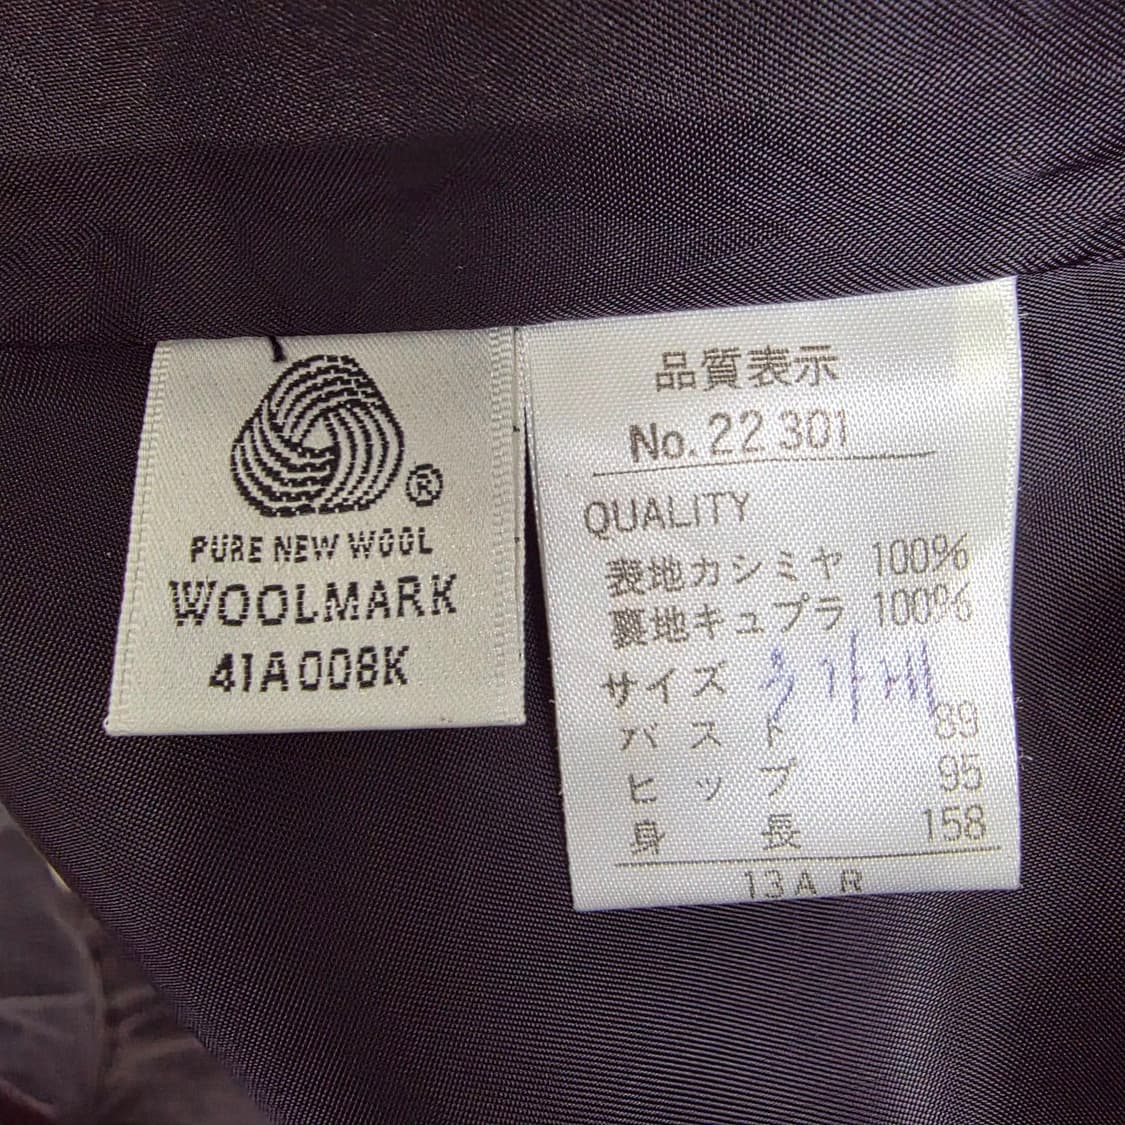 ®
PURE NEW WOOL
WOOLMARK
41A008K
品質表示
No. 22 301
QUALITY
表地カシミヤ 100%
裏地キュプラ 100%
サイズ
バスト 89
ヒップ 95
身長 158
13 A R